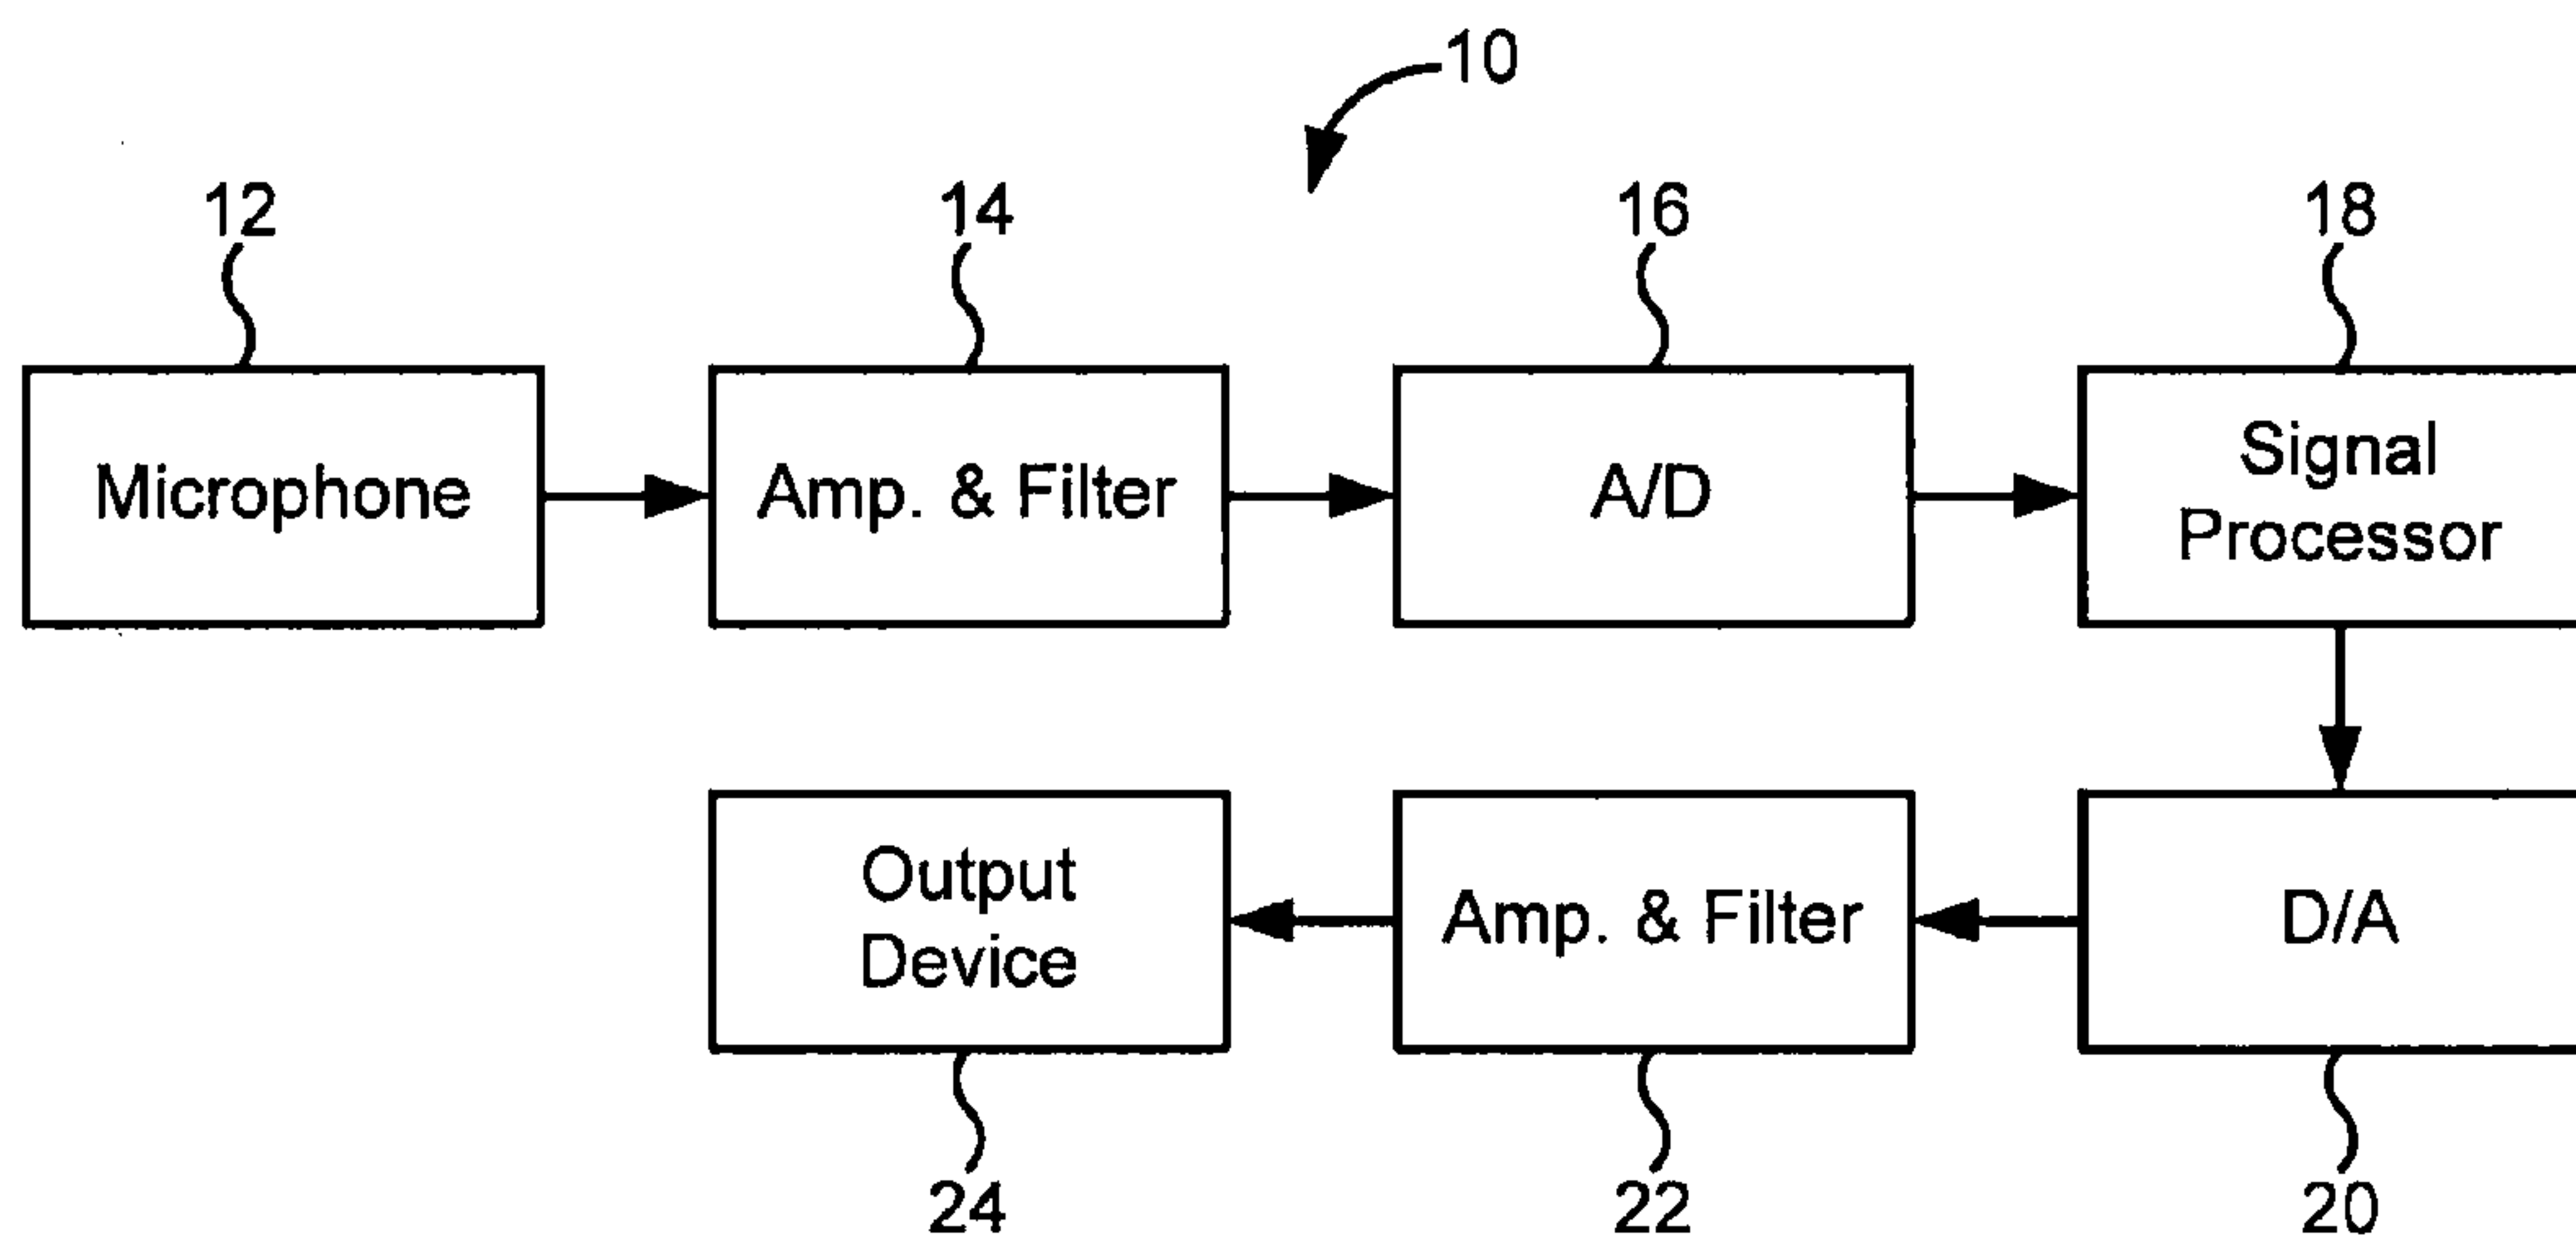 10
12
14
16
18
Microphone
Amp. & Filter
A/D
Signal
Processor
Output
Device
Amp. & Filter
D/A
24
22
20